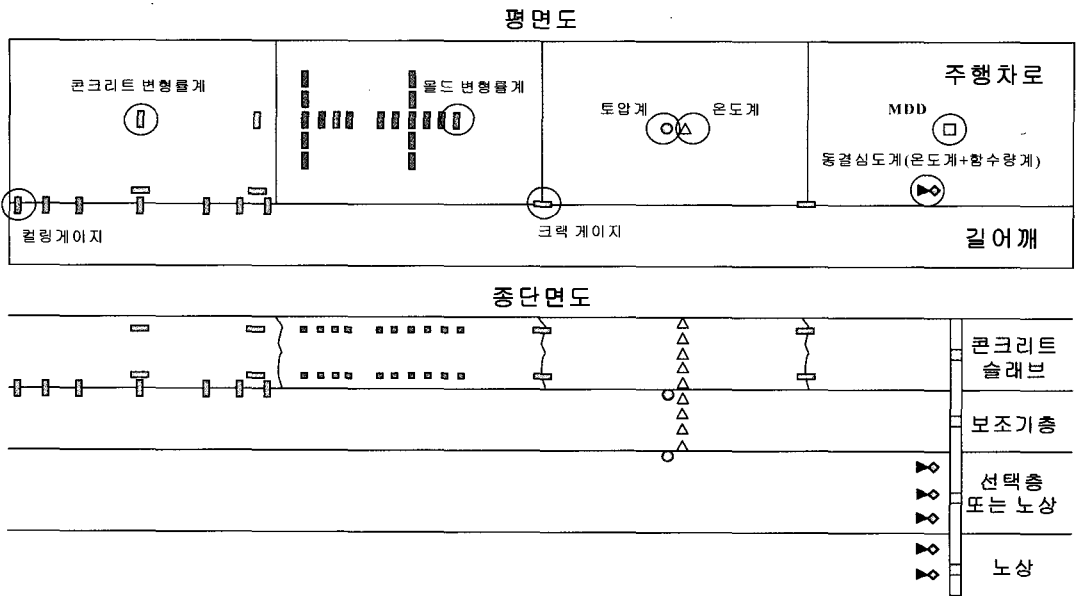 평면도
콘크리트 변형률계
몰드 변형률계
토압계
온도계
주행차로
MDD
동결심도계(온도계+함수량계)
컬링게이지
크랙 게이지
길어깨
종단면도
콘크리트
슬래브
보조기층
선택층
또는 노상
노상